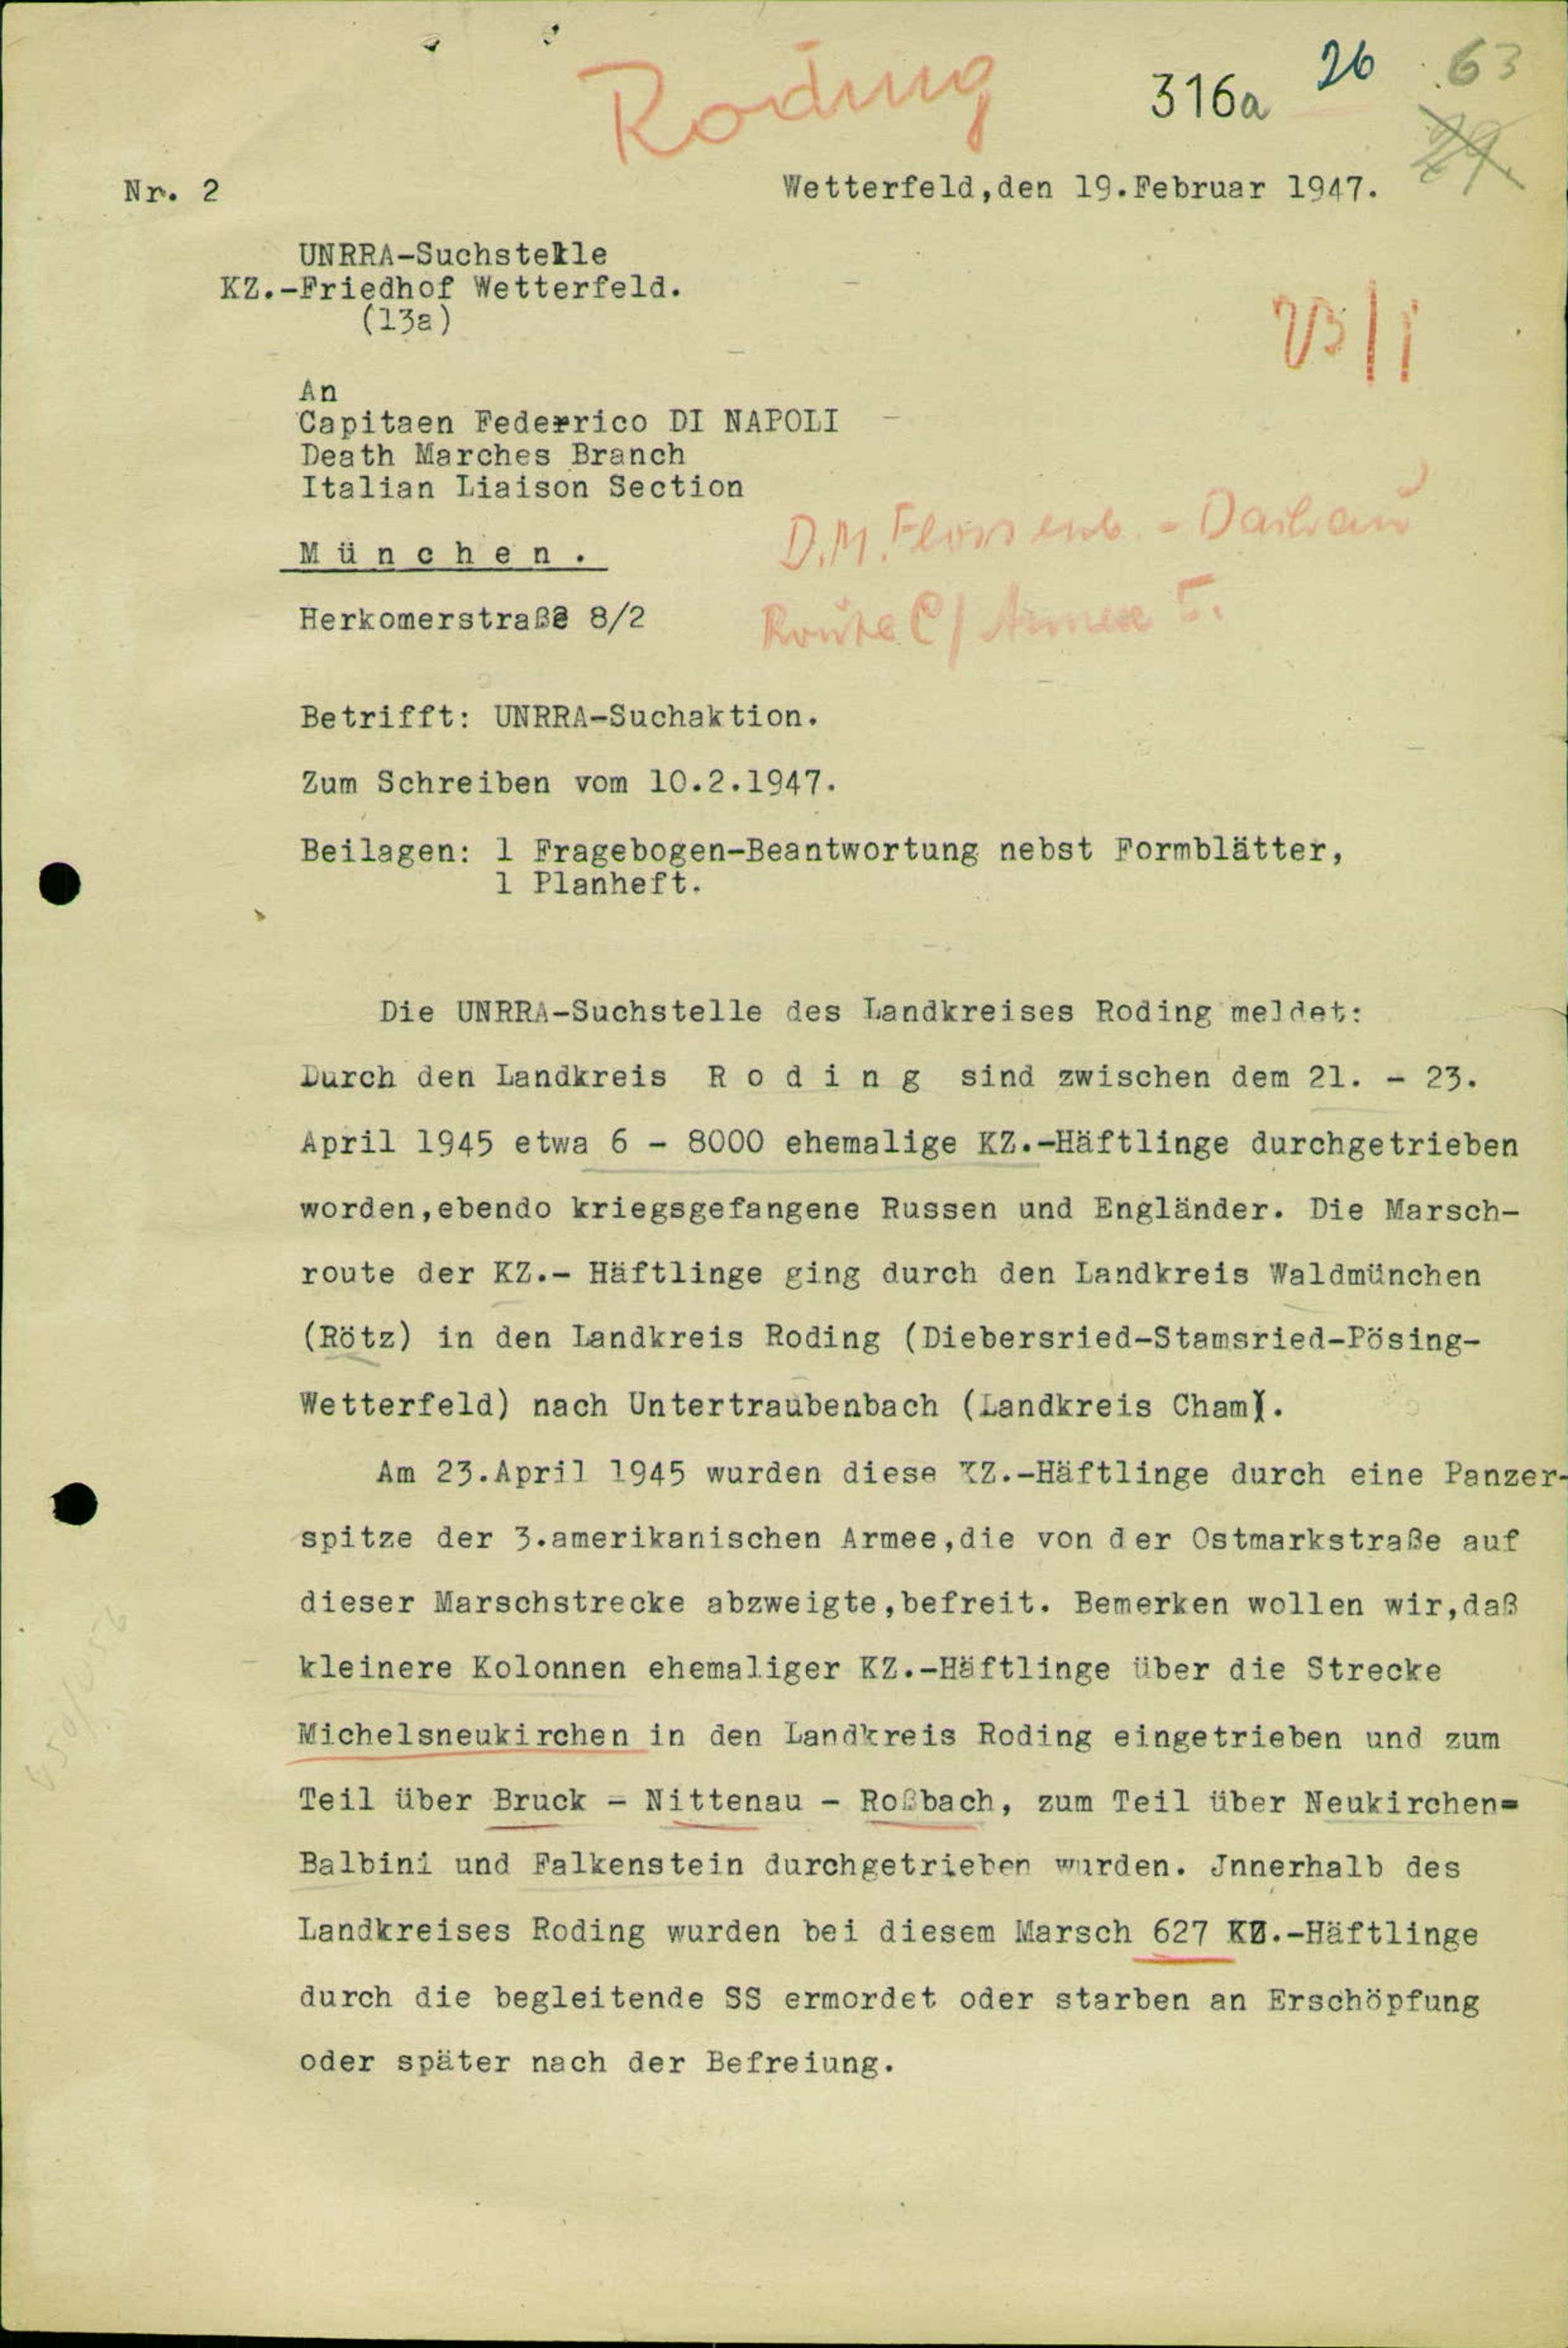 Roding
316a 26 63
29
Nr. 2 Wetterfeld,den 19.Februar 1947.
UNRRA-Suchstelle
KZ.-Friedhof Wetterfeld.
(13a)
An
Capitaen Federrico DI NAPOLI
Death Marches Branch
Italian Liaison Section
D.M. Flossenb. - Dachau
M ü n c h e n .
Herkomerstraße 8/2
Route C/ Annex 5.
Betrifft: UNRRA-Suchaktion.
Zum Schreiben vom 10.2.1947.
Beilagen: 1 Fragebogen-Beantwortung nebst Formblätter,
1 Planheft.
Die UNRRA-Suchstelle des Landkreises Roding meldet:
Durch den Landkreis R o d i n g sind zwischen dem 21. - 23.
April 1945 etwa 6 - 8000 ehemalige KZ.-Häftlinge durchgetrieben
worden,ebendo kriegsgefangene Russen und Engländer. Die Marsch-
route der KZ.- Häftlinge ging durch den Landkreis Waldmünchen
(Rötz) in den Landkreis Roding (Diebersried-Stamsried-Pösing-
Wetterfeld) nach Untertraubenbach (Landkreis Cham).
Am 23.April 1945 wurden diese KZ.-Häftlinge durch eine Panzer-
spitze der 3.amerikanischen Armee,die von der Ostmarkstraße auf
dieser Marschstrecke abzweigte,befreit. Bemerken wollen wir,daß
kleinere Kolonnen ehemaliger KZ.-Häftlinge über die Strecke
Michelsneukirchen in den Landkreis Roding eingetrieben und zum
Teil über Bruck - Nittenau - Roßbach, zum Teil über Neukirchen=
Balbini und Falkenstein durchgetrieben wurden. Jnnerhalb des
Landkreises Roding wurden bei diesem Marsch 627 KZ.-Häftlinge
durch die begleitende SS ermordet oder starben an Erschöpfung
oder später nach der Befreiung.